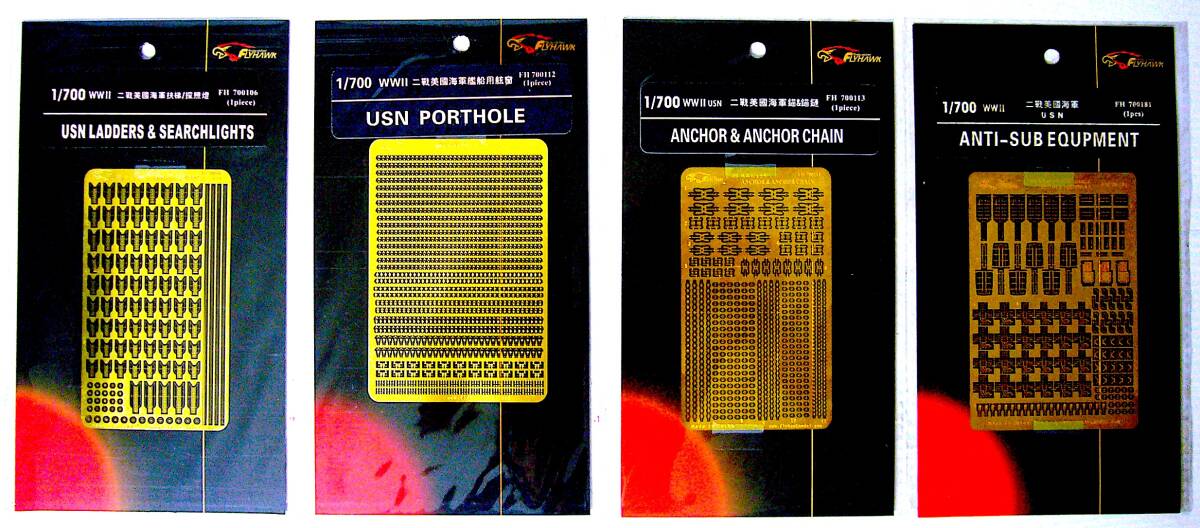 FLYHAWK
1/700 WWII 二戰美國海軍扶梯/探照燈 FH 700106
(1piece)
USN LADDERS & SEARCHLIGHTS
FLYHAWK
1/700 WWII 二戰美國海軍艦船用舷窗 FH 700112
(1piece)
USN PORTHOLE
FLYHAWK
1/700 WWII USN 二戰美國海軍錨&錨鏈 FH 700113
(1piece)
ANCHOR & ANCHOR CHAIN
ANCHOR & ANCHOR CHAIN
FLYHAWK
1/700 WWII 二戰美國海軍 FH 700181
USN (1pcs)
ANTI-SUB EQUPMENT